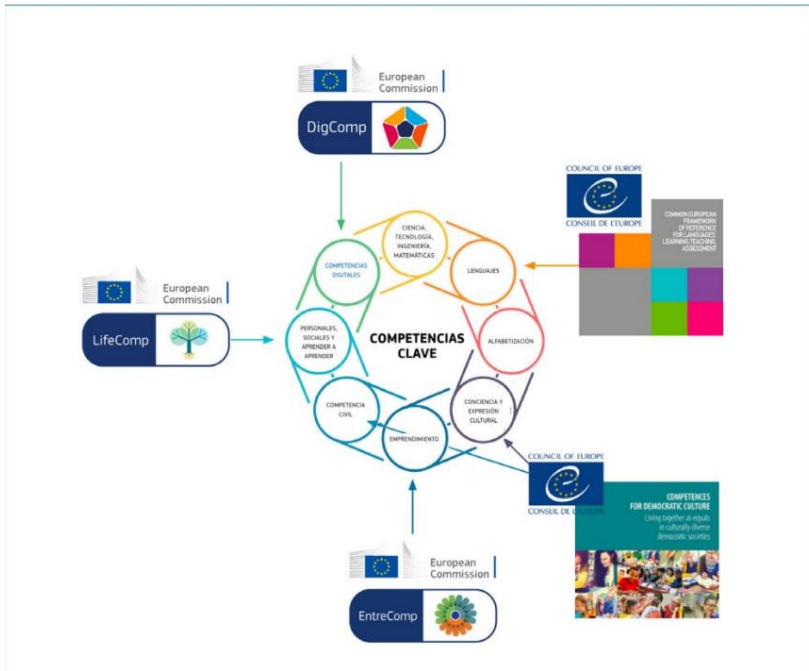 European
Commission
DigComp
COUNCIL OF EUROPE
CONSEIL DE L'EUROPE
COMMON EUROPEAN
FRAMEWORK
OF REFERENCE
FOR LANGUAGES:
LEARNING, TEACHING,
ASSESSMENT
CIENCIA,
TECNOLOGÍA,
INGENIERÍA,
MATEMÁTICAS
COMPETENCIAS
DIGITALES
LENGUAJES
European
Commission
LifeComp
PERSONALES,
SOCIALES Y
APRENDER A
APRENDER
COMPETENCIAS
CLAVE
ALFABETIZACIÓN
COMPETENCIA
CIVIL
CONCIENCIA Y
EXPRESIÓN
CULTURAL
EMPRENDIMIENTO
COUNCIL OF EUROPE
CONSEIL DE L'EUROPE
COMPETENCES
FOR DEMOCRATIC CULTURE
Living together as equals
in culturally diverse
democratic societies
European
Commission
EntreComp